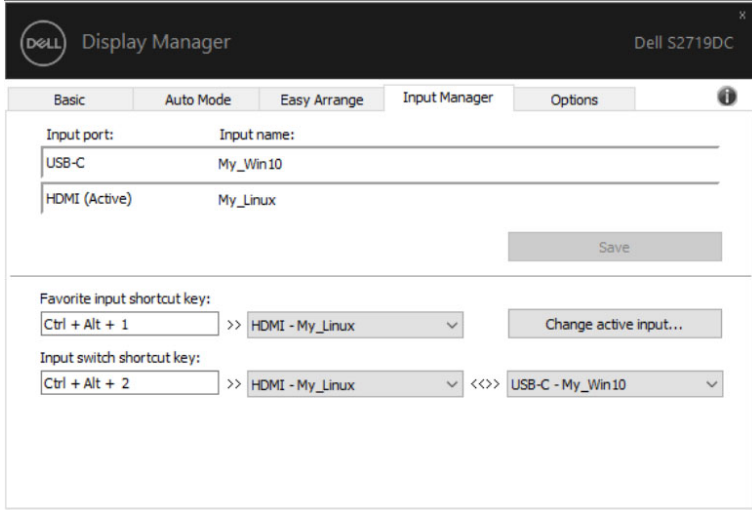 x
DELL Display Manager Dell S2719DC
Basic Auto Mode Easy Arrange Input Manager Options i
Input port: Input name:
USB-C My_Win10
HDMI (Active) My_Linux
Save
Favorite input shortcut key:
Ctrl + Alt + 1 >> HDMI - My_Linux Change active input...
Input switch shortcut key:
Ctrl + Alt + 2 >> HDMI - My_Linux <<>> USB-C - My_Win10